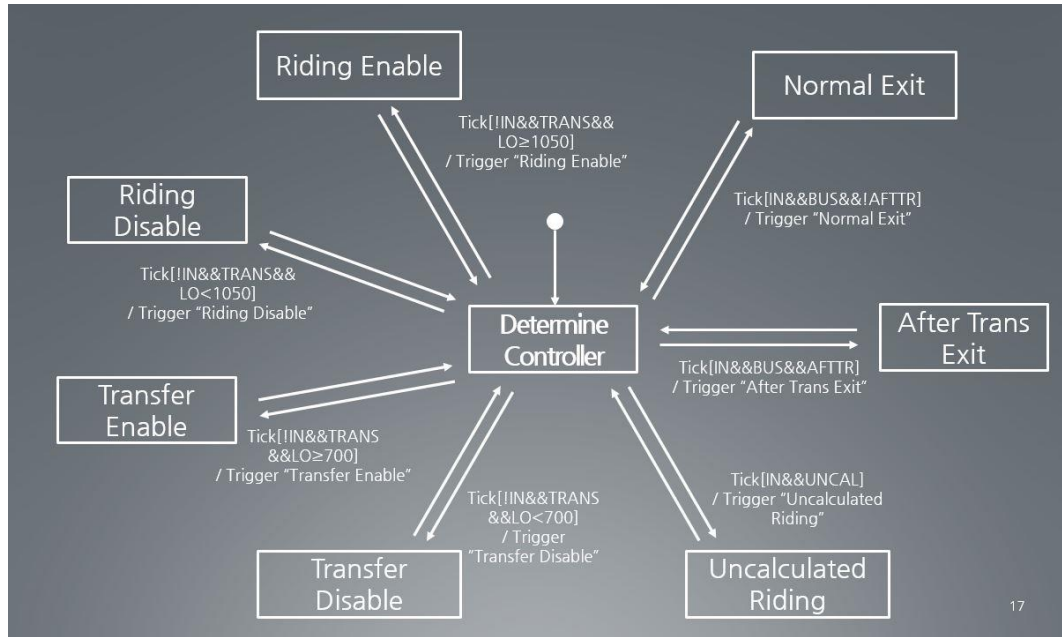 Riding Enable
Normal Exit
Tick[!IN&&TRANS&&
LO≥1050]
/ Trigger “Riding Enable”
Riding
Disable
Tick[IN&&BUS&&!AFTTR]
/ Trigger “Normal Exit”
Tick[!IN&&TRANS&&
LO<1050]
/ Trigger “Riding Disable”
Determine
Controller
After Trans
Exit
Tick[IN&&BUS&&AFTTR]
/ Trigger “After Trans Exit“
Transfer
Enable
Tick[!IN&&TRANS
&&LO≥700]
/ Trigger “Transfer Enable”
Tick[IN&&UNCAL]
/ Trigger “Uncalculated
Riding”
Tick[!IN&&TRANS
&&LO<700]
/ Trigger
“Transfer Disable”
Transfer
Disable
Uncalculated
Riding
17